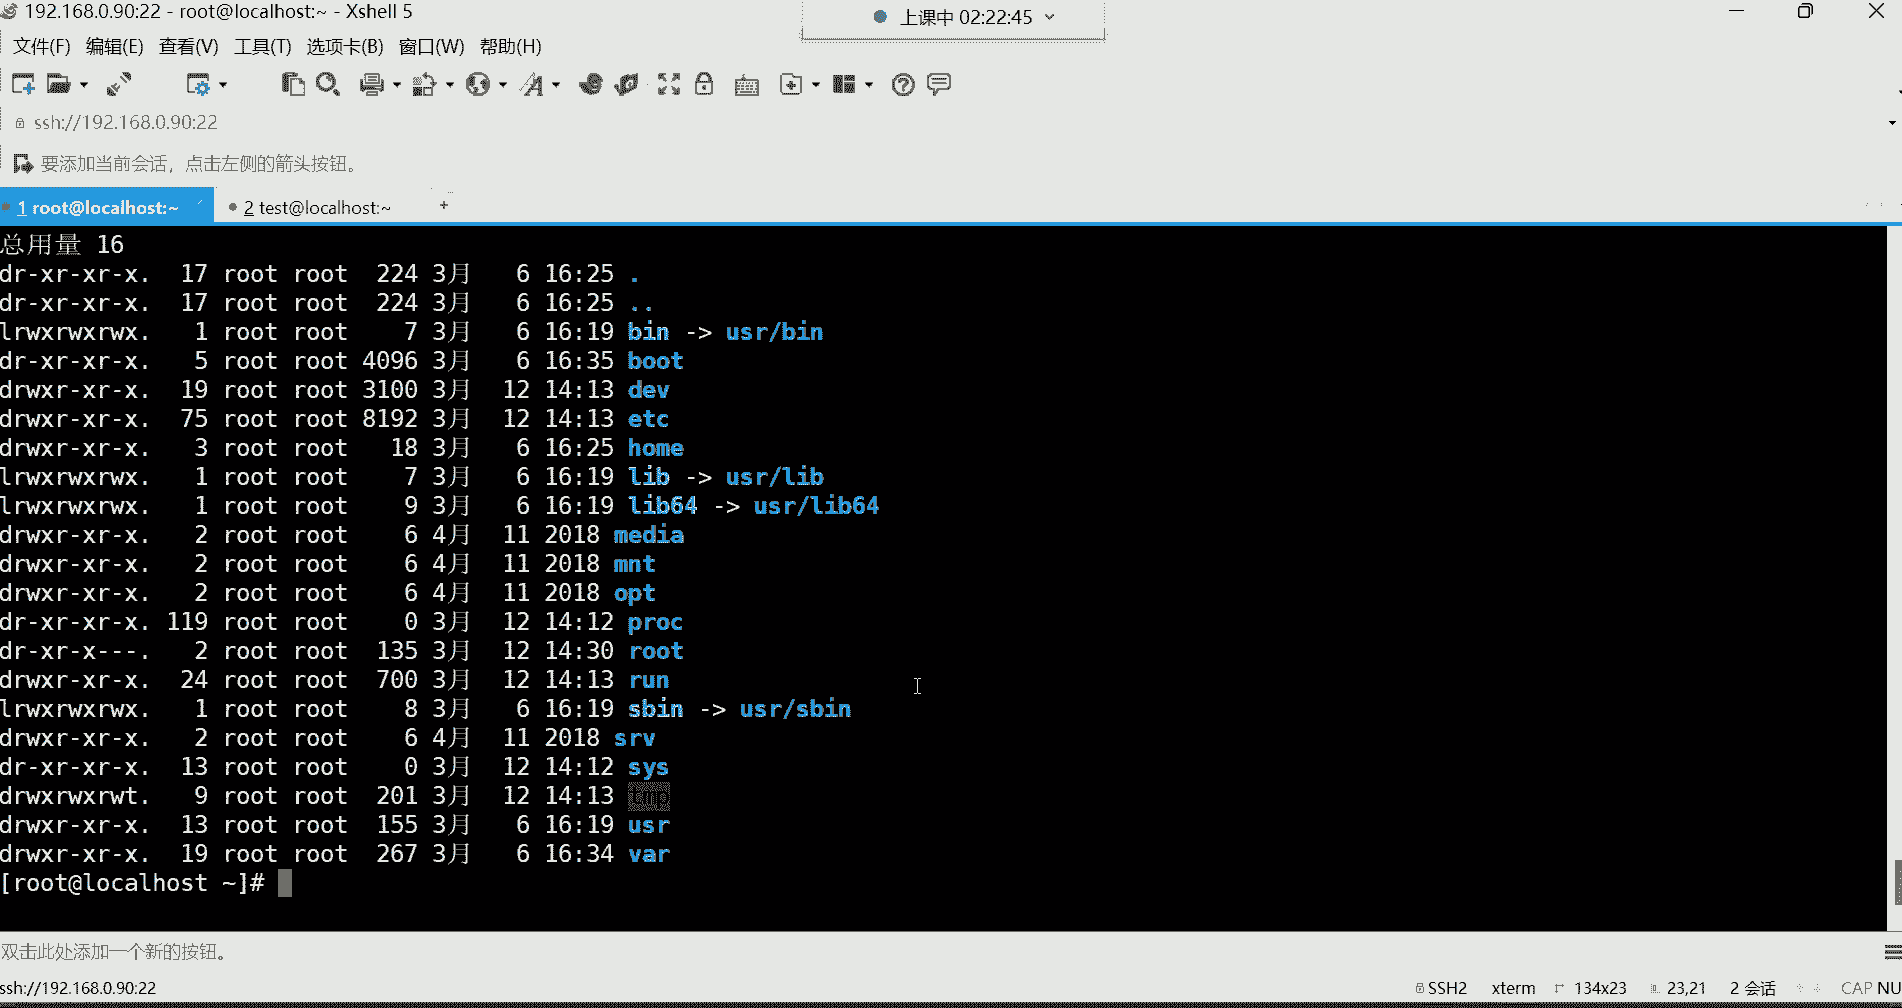 192.168.0.90:22 - root@localhost:~ - Xshell 5
上课中 02:22:45
文件(F) 编辑(E) 查看(V) 工具(T) 选项卡(B) 窗口(W) 帮助(H)
ssh://192.168.0.90:22
要添加当前会话，点击左侧的箭头按钮。
1 root@localhost:~ 2 test@localhost:~ +
总用量 16
dr-xr-xr-x. 17 root root 224 3月 6 16:25 .
dr-xr-xr-x. 17 root root 224 3月 6 16:25 ..
lrwxrwxrwx. 1 root root 7 3月 6 16:19 bin -> usr/bin
dr-xr-xr-x. 5 root root 4096 3月 6 16:35 boot
drwxr-xr-x. 19 root root 3100 3月 12 14:13 dev
drwxr-xr-x. 75 root root 8192 3月 12 14:13 etc
drwxr-xr-x. 3 root root 18 3月 6 16:25 home
lrwxrwxrwx. 1 root root 7 3月 6 16:19 lib -> usr/lib
lrwxrwxrwx. 1 root root 9 3月 6 16:19 lib64 -> usr/lib64
drwxr-xr-x. 2 root root 6 4月 11 2018 media
drwxr-xr-x. 2 root root 6 4月 11 2018 mnt
drwxr-xr-x. 2 root root 6 4月 11 2018 opt
dr-xr-xr-x. 119 root root 0 3月 12 14:12 proc
dr-xr-x---. 2 root root 135 3月 12 14:30 root
drwxr-xr-x. 24 root root 700 3月 12 14:13 run
lrwxrwxrwx. 1 root root 8 3月 6 16:19 sbin -> usr/sbin
drwxr-xr-x. 2 root root 6 4月 11 2018 srv
dr-xr-xr-x. 13 root root 0 3月 12 14:12 sys
drwxrwxrwt. 9 root root 201 3月 12 14:13 tmp
drwxr-xr-x. 13 root root 155 3月 6 16:19 usr
drwxr-xr-x. 19 root root 267 3月 6 16:34 var
[root@localhost ~]#
双击此处添加一个新的按钮。
ssh://192.168.0.90:22 SSH2 xterm 134x23 23,21 2 会话 CAP NU